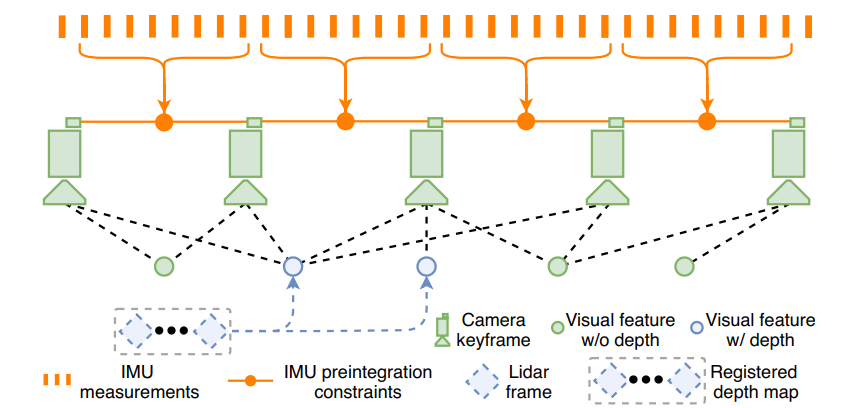 Camera
keyframe
Visual feature
w/o depth
Visual feature
w/ depth
IMU
measurements
IMU preintegration
constraints
Lidar
frame
Registered
depth map